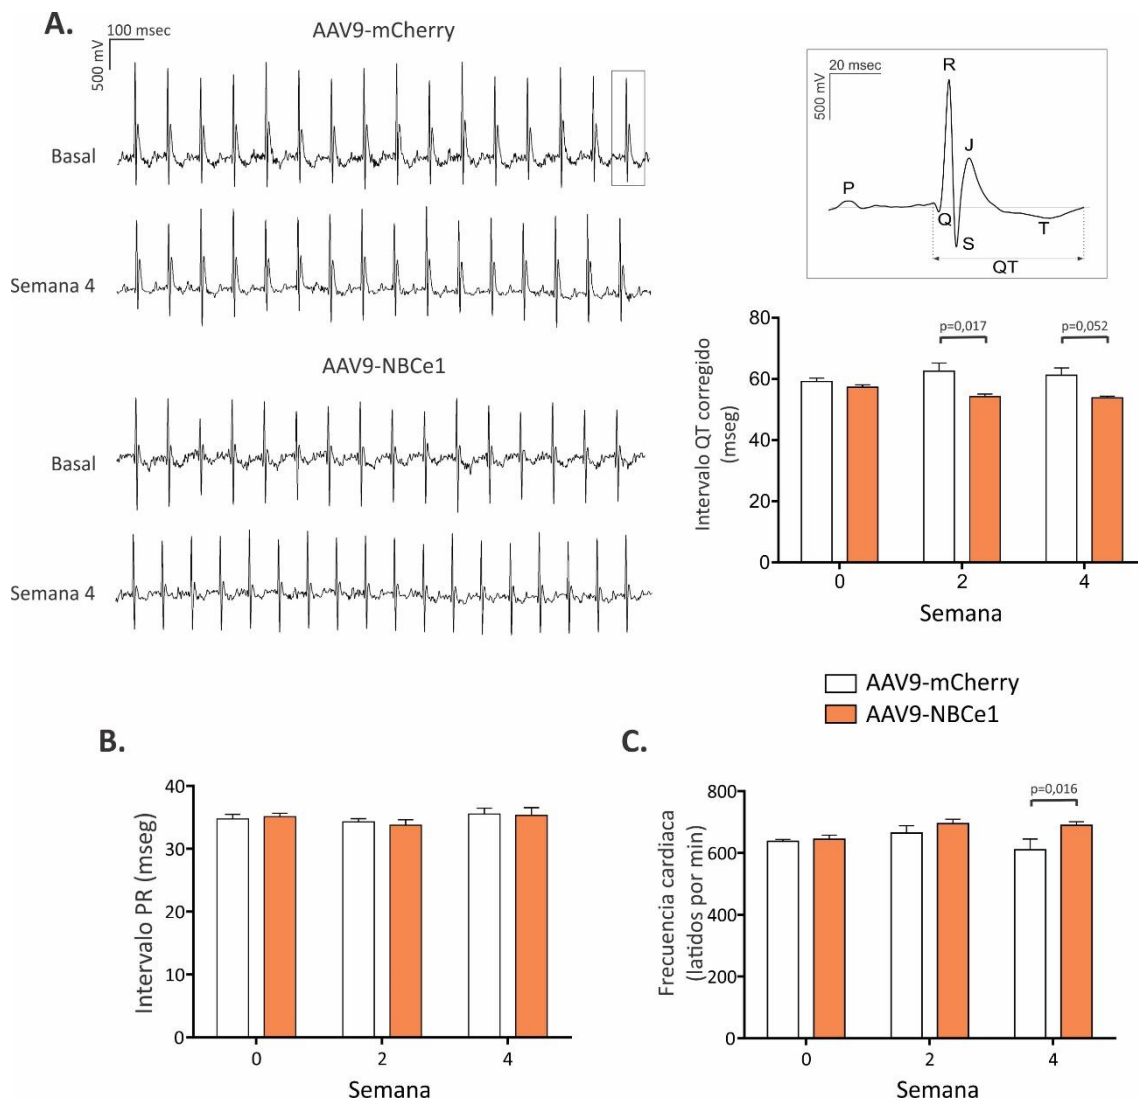 A.
100 msec
500 mV
AAV9-mCherry
Basal
Semana 4
AAV9-NBCe1
Basal
Semana 4
20 msec
500 mV
R
J
P
Q
S
T
QT
Intervalo QT corregido
(mseg)
80
60
40
20
0
p=0,017
p=0,052
0
2
4
Semana
AAV9-mCherry
AAV9-NBCe1
B.
Intervalo PR (mseg)
40
30
20
10
0
0
2
4
Semana
C.
Frecuencia cardiaca
(latidos por min)
800
600
400
200
0
p=0,016
0
2
4
Semana